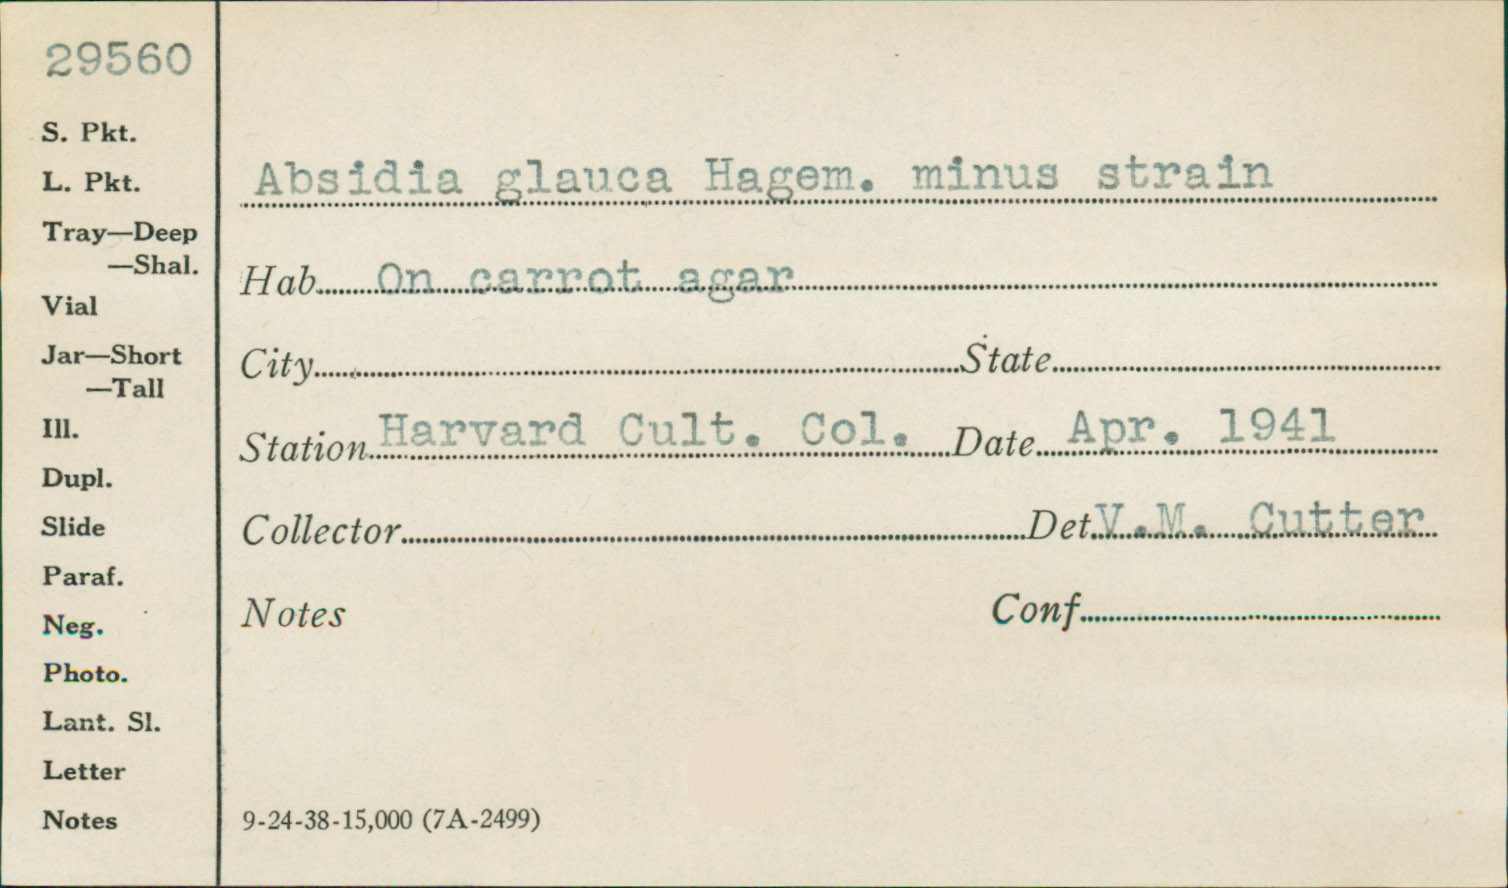 29560
S. Pkt.
L. Pkt.
Tray—Deep
—Shal.
Vial
Jar—Short
—Tall
Ill.
Dupl.
Slide
Paraf.
Neg.
Photo.
Lant. Sl.
Letter
Notes
Absidia glauca Hagem. minus strain
Hab. On carrot agar
City State
Station Harvard Cult. Col. Date Apr. 1941
Collector Det. V.M. Cutter
Notes Conf.
9-24-38-15,000 (7A-2499)